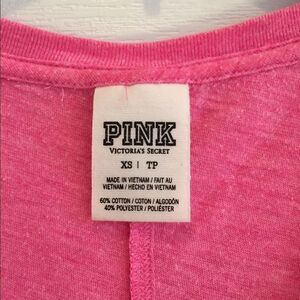 PINK
VICTORIA'S SECRET
XS | TP
MADE IN VIETNAM / FAIT AU
VIETNAM / HECHO EN VIETNAM
60% COTTON / COTON / ALGODÓN
40% POLYESTER / POLIÉSTER